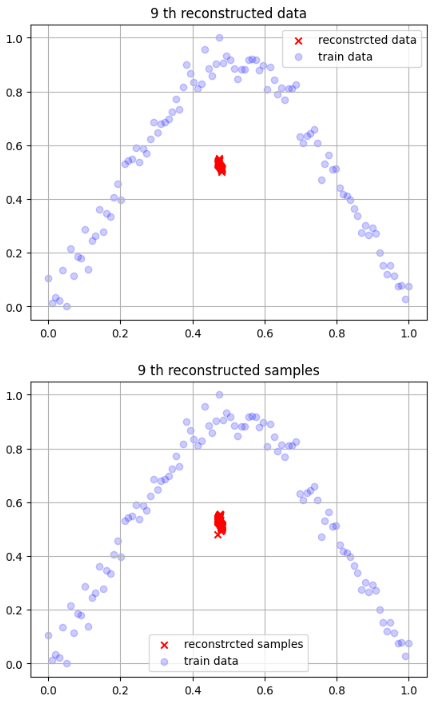 9 th reconstructed data
reconstrcted data
train data
1.0
0.8
0.6
0.4
0.2
0.0
0.0 0.2 0.4 0.6 0.8 1.0
9 th reconstructed samples
1.0
0.8
0.6
0.4
0.2
0.0
reconstrcted samples
train data
0.0 0.2 0.4 0.6 0.8 1.0